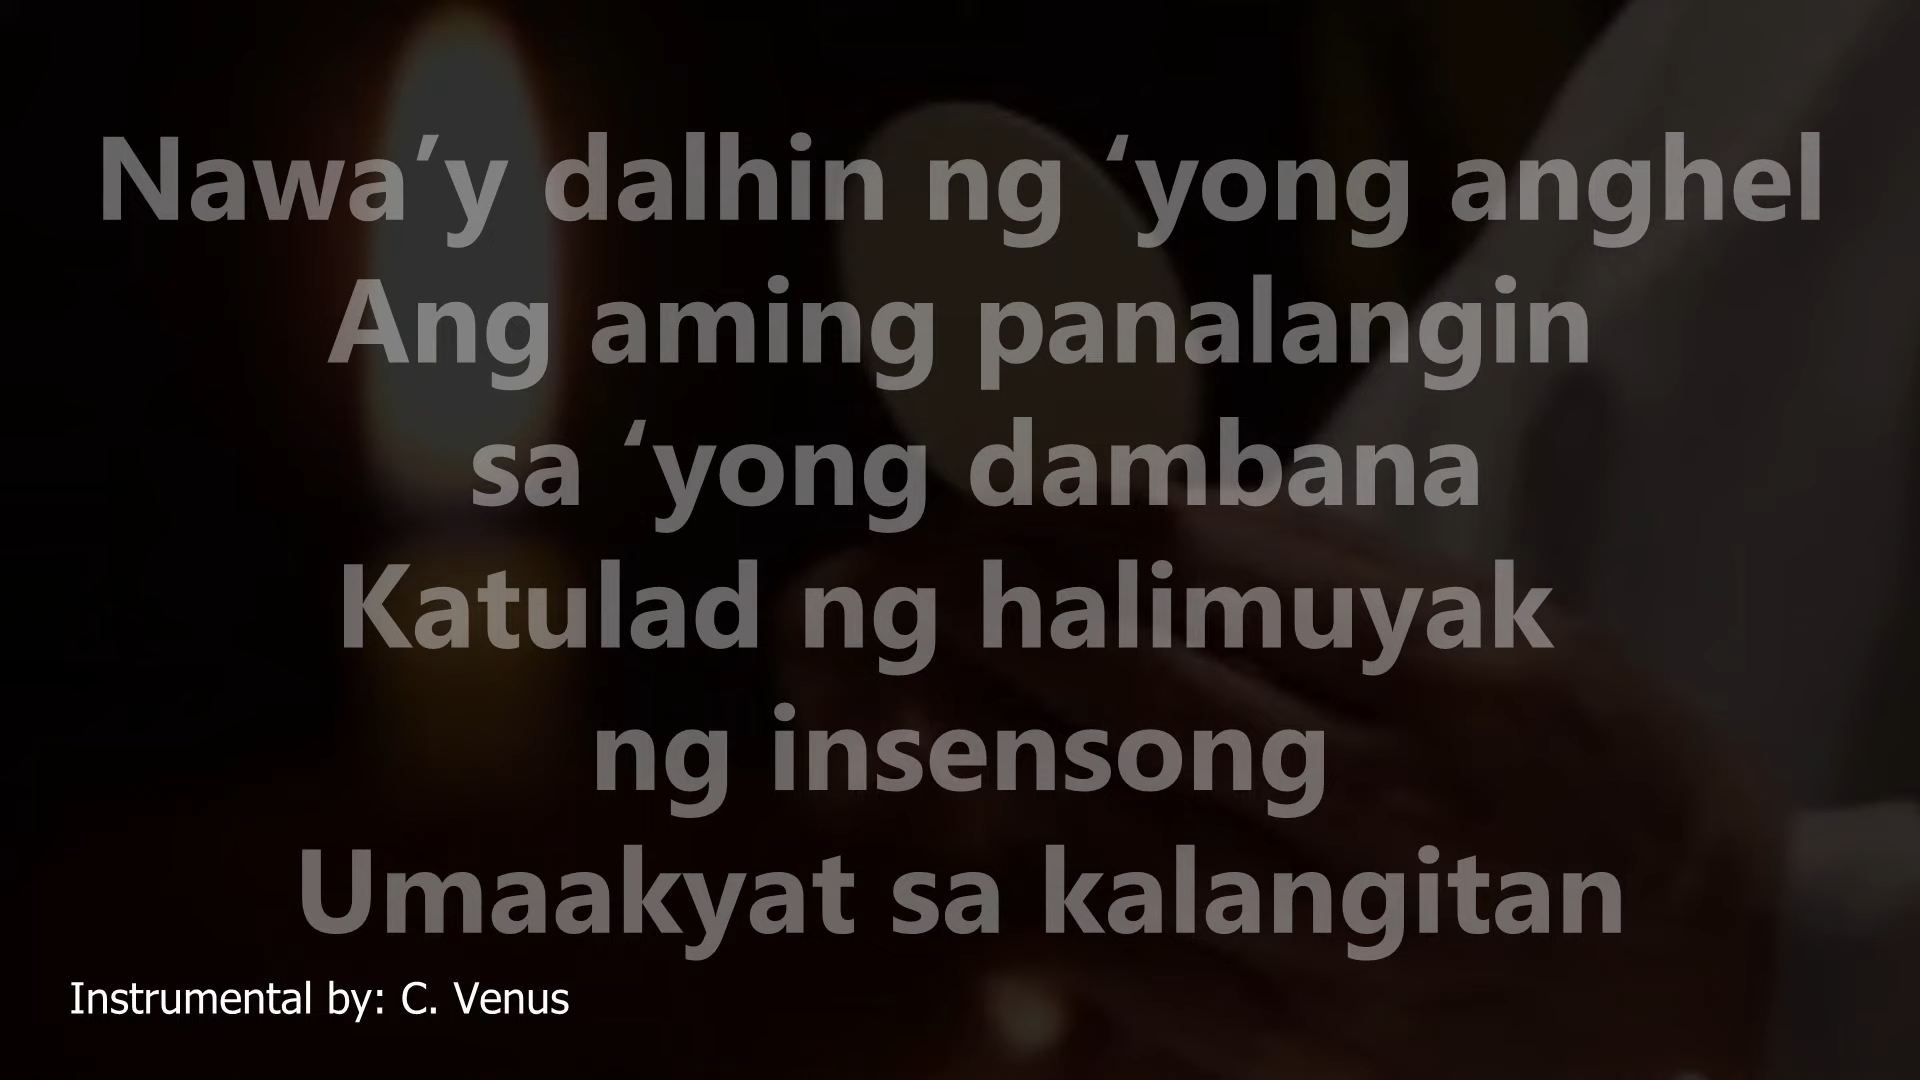 Nawa’y dalhin ng ‘yong anghel
Ang aming panalangin
sa ‘yong dambana
Katulad ng halimuyak
ng insensong
Umaakyat sa kalangitan
Instrumental by: C. Venus